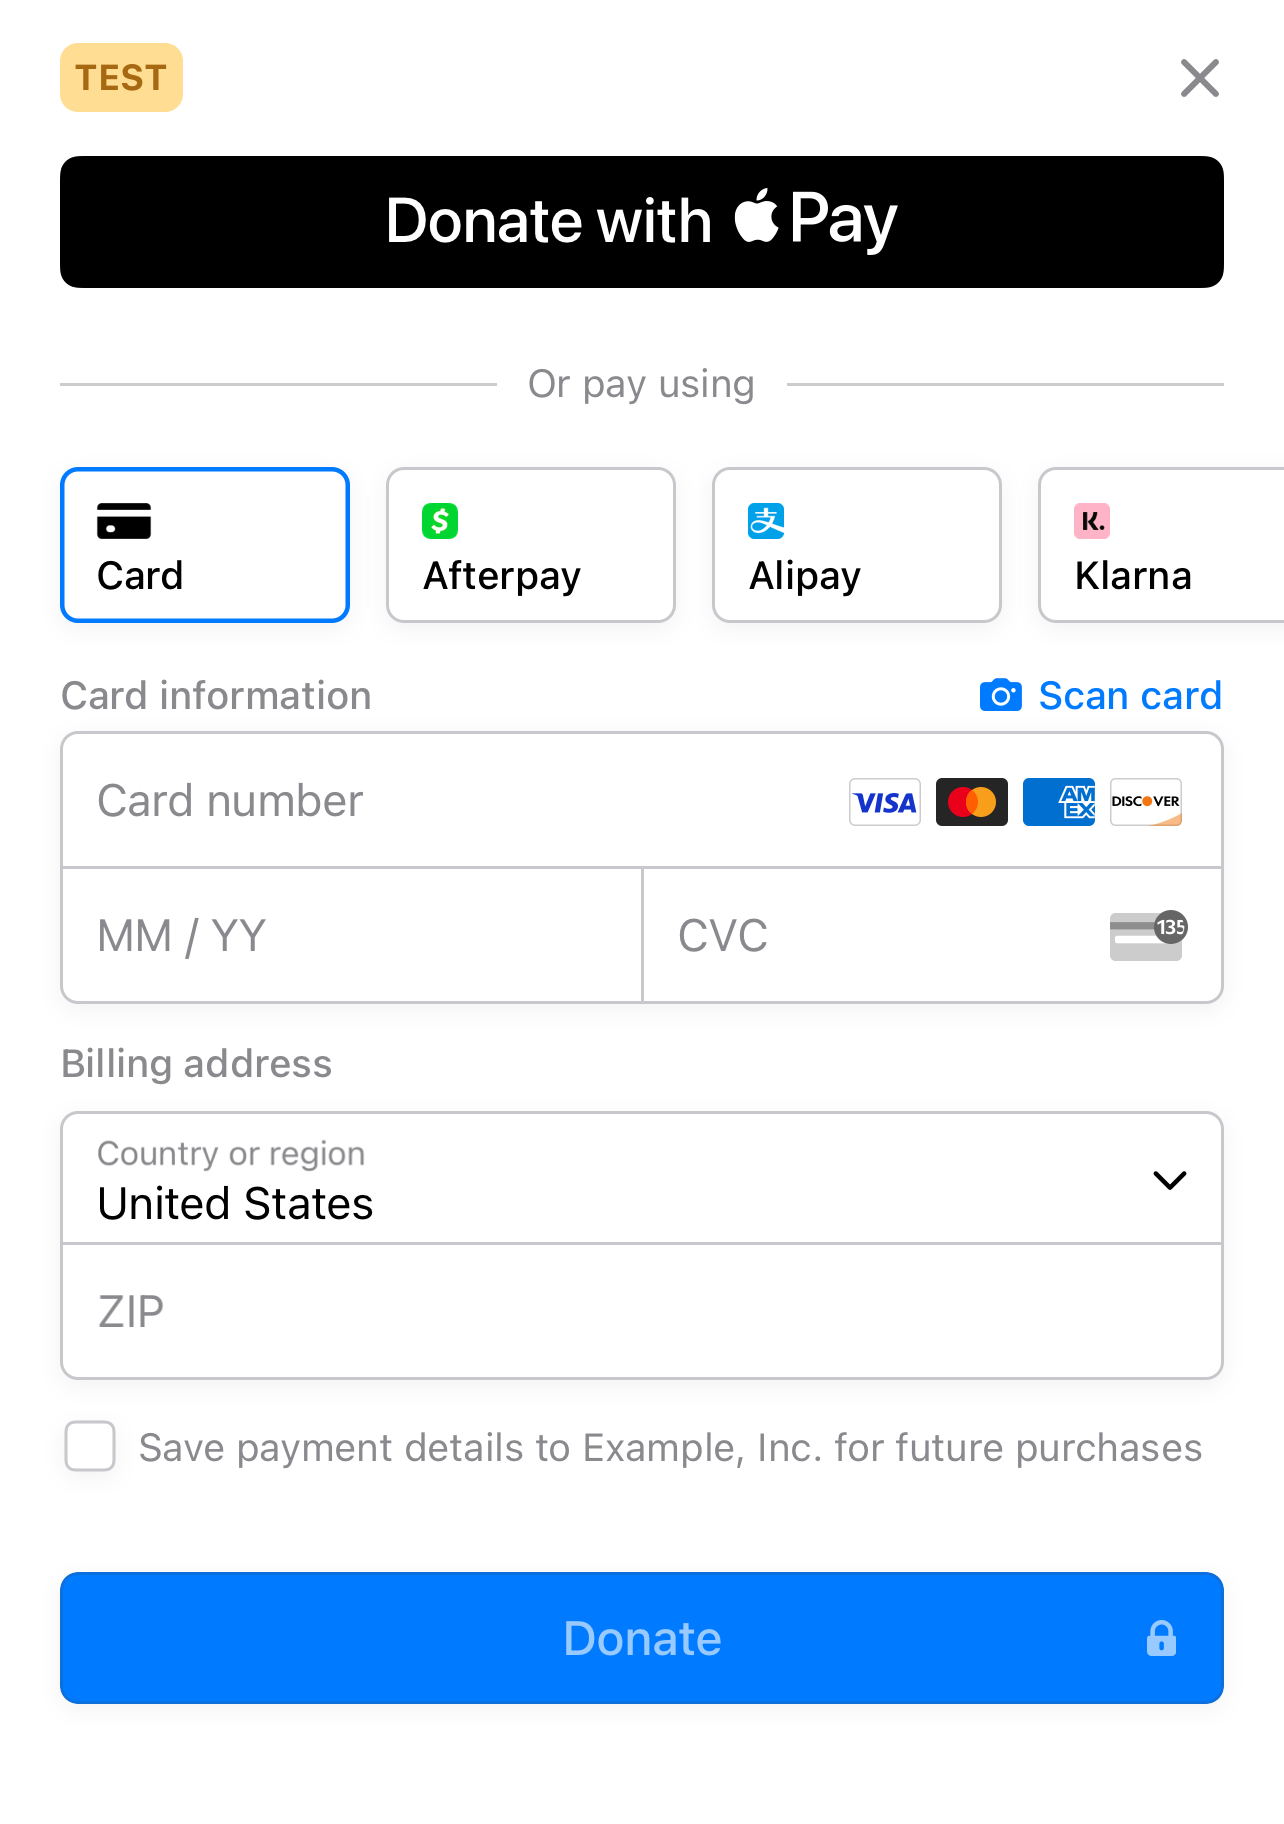 TEST
Donate with Pay
Or pay using
Card
Afterpay
支
Alipay
K.
Klarna
Card information
Scan card
Card number
VISA
AM
EX
DISCOVER
MM / YY
CVC
135
Billing address
Country or region
United States
ZIP
Save payment details to Example, Inc. for future purchases
Donate